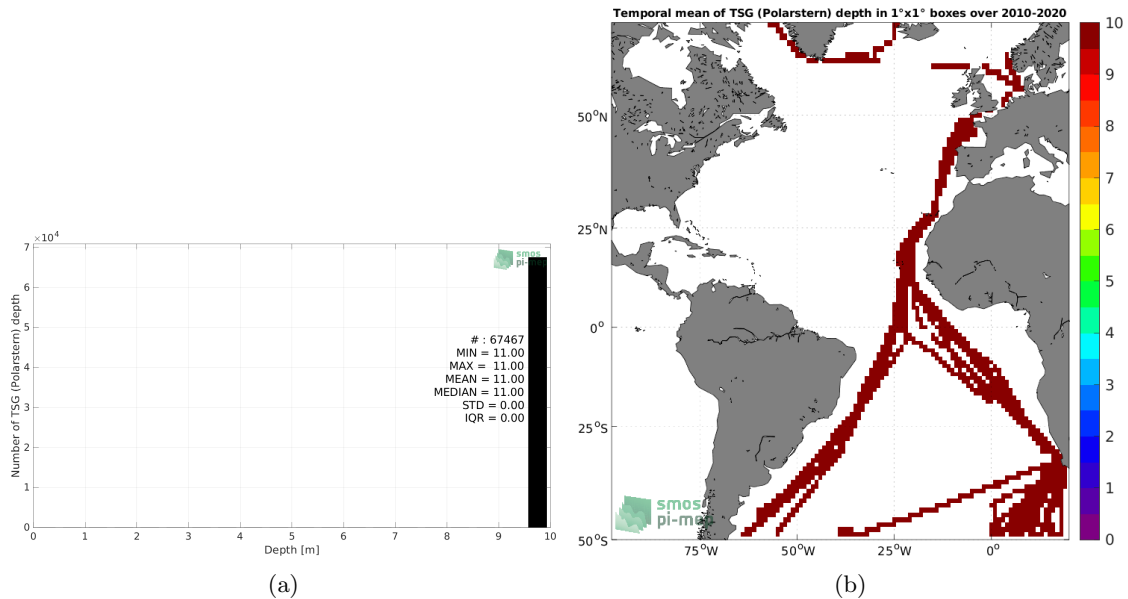 ×10⁴
7
6
5
4
3
2
1
0
Number of TSG (Polarstern) depth
smos
pi-mep
# : 67467
MIN = 11.00
MAX = 11.00
MEAN = 11.00
MEDIAN = 11.00
STD = 0.00
IQR = 0.00
0 1 2 3 4 5 6 7 8 9 10
Depth [m]
(a)
Temporal mean of TSG (Polarstern) depth in 1°x1° boxes over 2010-2020
50°N
25°N
0°
25°S
50°S
75°W 50°W 25°W 0°
smos
pi-mep
10
9
8
7
6
5
4
3
2
1
0
(b)